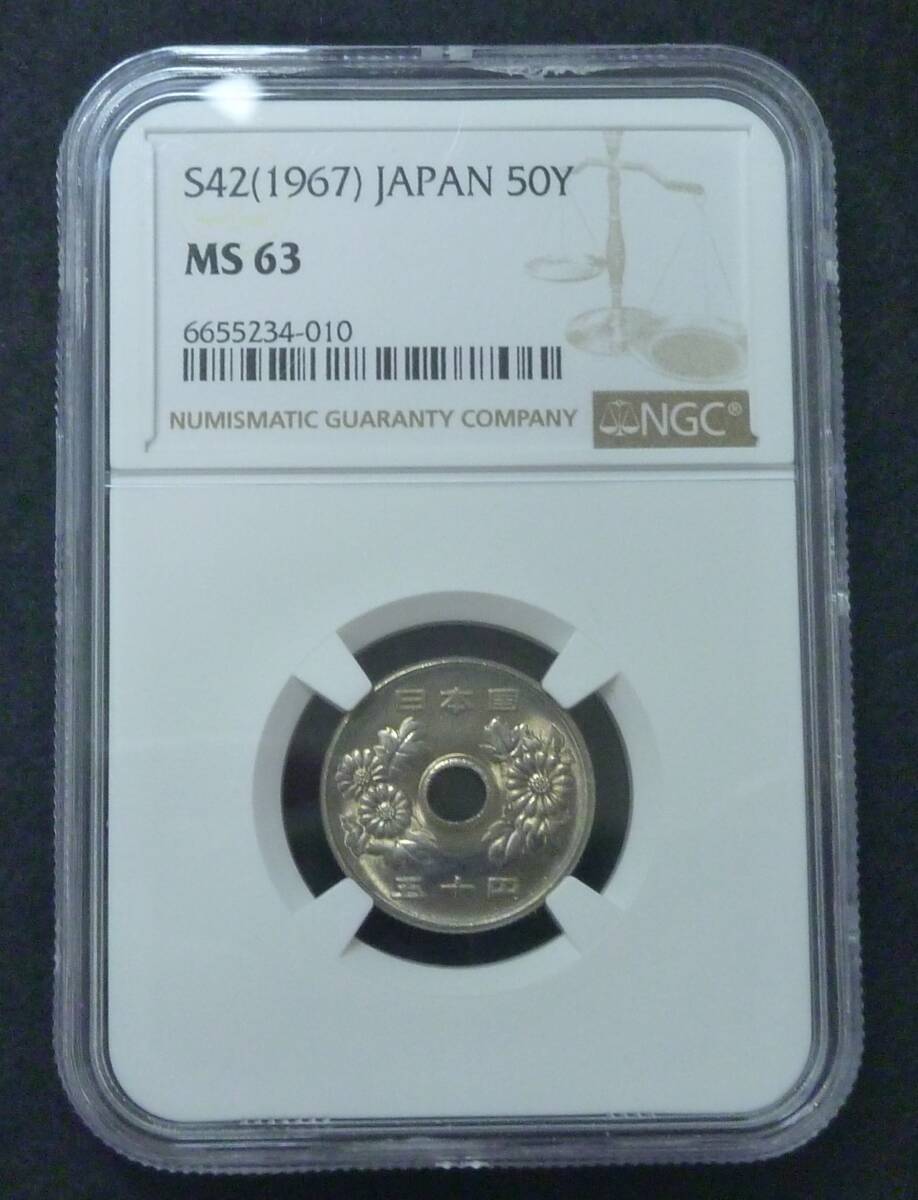 S42(1967) JAPAN 50Y
MS 63
6655234-010
NUMISMATIC GUARANTY COMPANY
NGC®
日本国
五十円